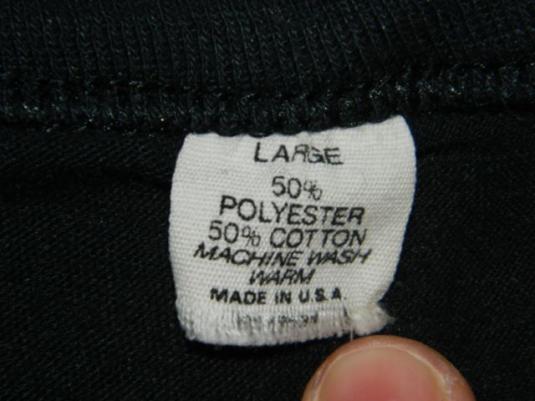 LARGE
50%
POLYESTER
50% COTTON
MACHINE WASH
WARM
MADE IN U.S.A.